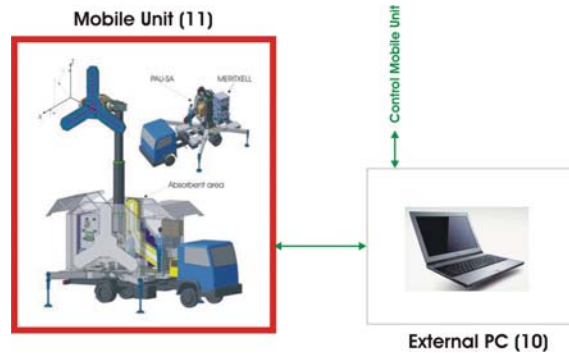 Mobile Unit (11)
PAU-SA
MERITXELL
Absorbent area
Control Mobile Unit
External PC (10)